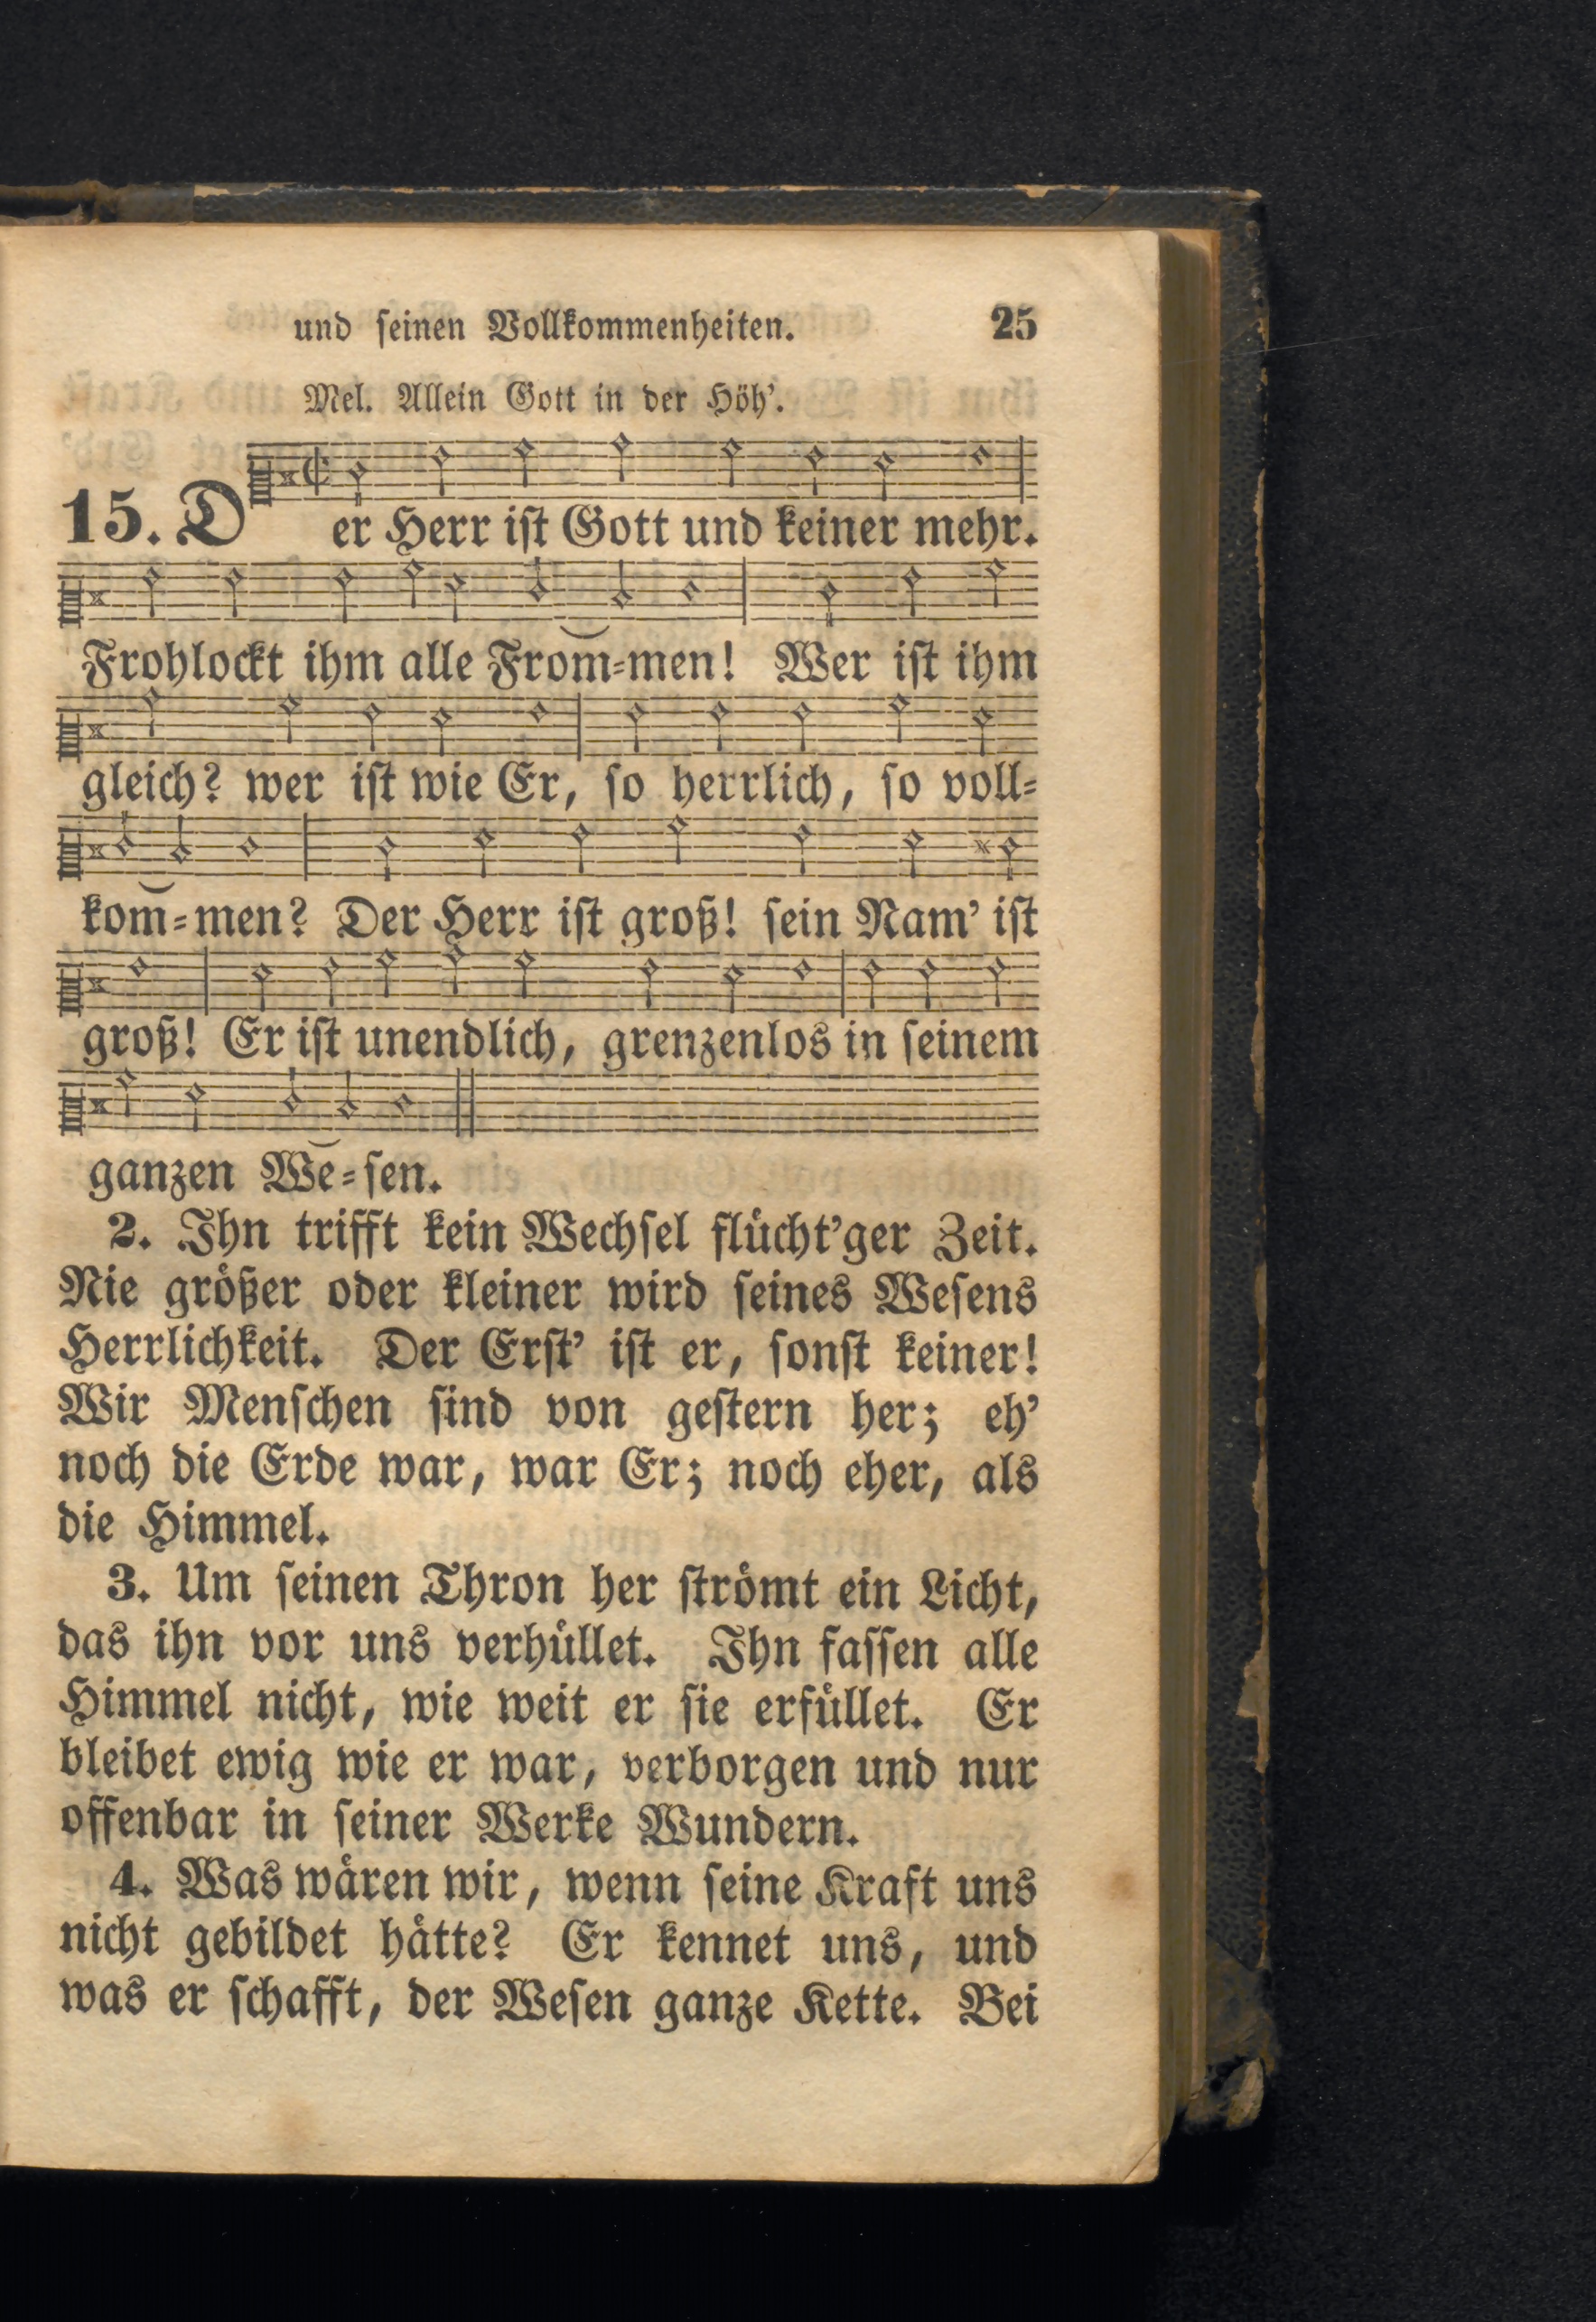 und seinen Vollkommenheiten. 25
Mel. Allein Gott in der Höh’.
15. Der Herr ist Gott und keiner mehr.
Frohlockt ihm alle From=men! Wer ist ihm
gleich? wer ist wie Er, so herrlich, so voll=
kom=men? Der Herr ist groß! sein Nam’ ist
groß! Er ist unendlich, grenzenlos in seinem
ganzen We=sen.
2. Ihn trifft kein Wechsel flücht’ger Zeit.
Nie größer oder kleiner wird seines Wesens
Herrlichkeit. Der Erst’ ist er, sonst keiner!
Wir Menschen sind von gestern her; eh’
noch die Erde war, war Er; noch eher, als
die Himmel.
3. Um seinen Thron her strömt ein Licht,
das ihn vor uns verhüllet. Ihn fassen alle
Himmel nicht, wie weit er sie erfüllet. Er
bleibet ewig wie er war, verborgen und nur
offenbar in seiner Werke Wundern.
4. Was wären wir, wenn seine Kraft uns
nicht gebildet hätte? Er kennet uns, und
was er schafft, der Wesen ganze Kette. Bei